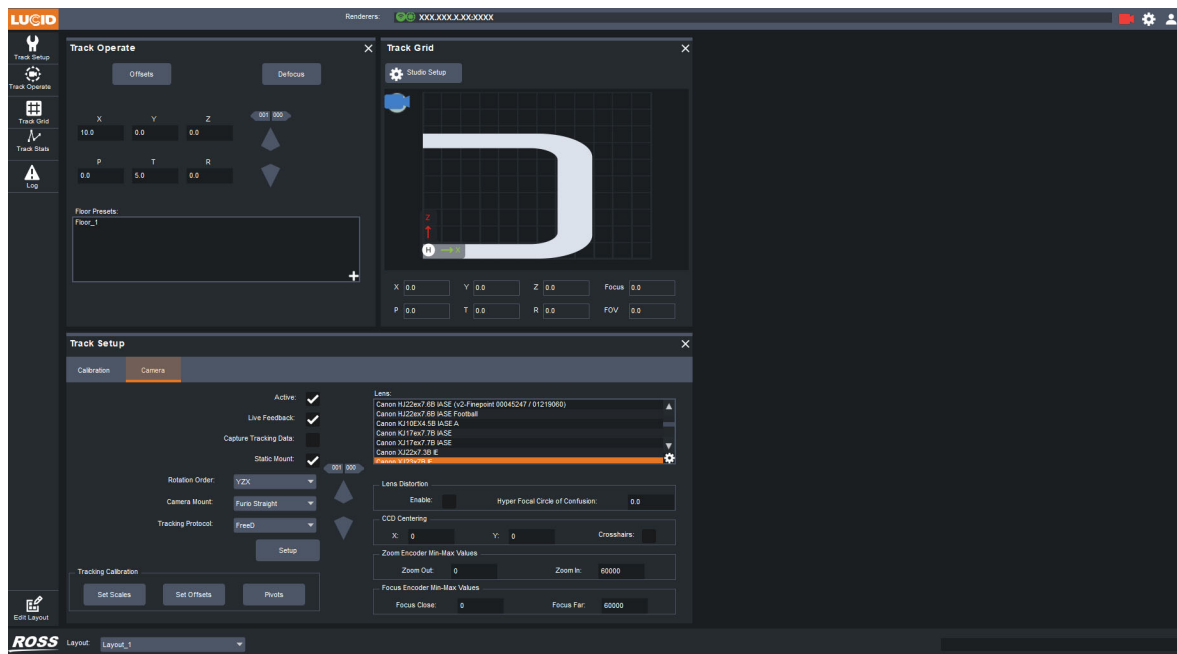 LUCID
Renderers: XXX.XXX.X.XX:XXXX
Track Setup
Track Operate
Track Grid
Track Stats
Log
Edit Layout
Track Operate
Offsets Defocus
X Y Z 001 000
10.0 0.0 0.0
P T R
0.0 5.0 0.0
Floor Presets:
Floor_1
Track Grid
Studio Setup
Z
H X
X 0.0 Y 0.0 Z 0.0 Focus 0.0
P 0.0 T 0.0 R 0.0 FOV 0.0
Track Setup
Calibration Camera
Active:
Live Feedback:
Capture Tracking Data:
Static Mount:
001 000
Rotation Order: YZX
Camera Mount: Furio Straight
Tracking Protocol: FreeD
Setup
Tracking Calibration
Set Scales Set Offsets Pivots
Lens:
Canon HJ22ex7.6B IASE (v2-Finepoint 00045247 / 01219060)
Canon HJ22ex7.6B IASE Football
Canon KJ10EX4.5B IASE A
Canon KJ17ex7.7B IASE
Canon XJ17ex7.7B IASE
Canon XJ22x7.3B IE
Canon XJ23x7B IE
Lens Distortion
Enable: Hyper Focal Circle of Confusion: 0.0
CCD Centering
X: 0 Y: 0 Crosshairs:
Zoom Encoder Min-Max Values
Zoom Out: 0 Zoom In: 60000
Focus Encoder Min-Max Values
Focus Close: 0 Focus Far: 60000
ROSS Layout: Layout_1